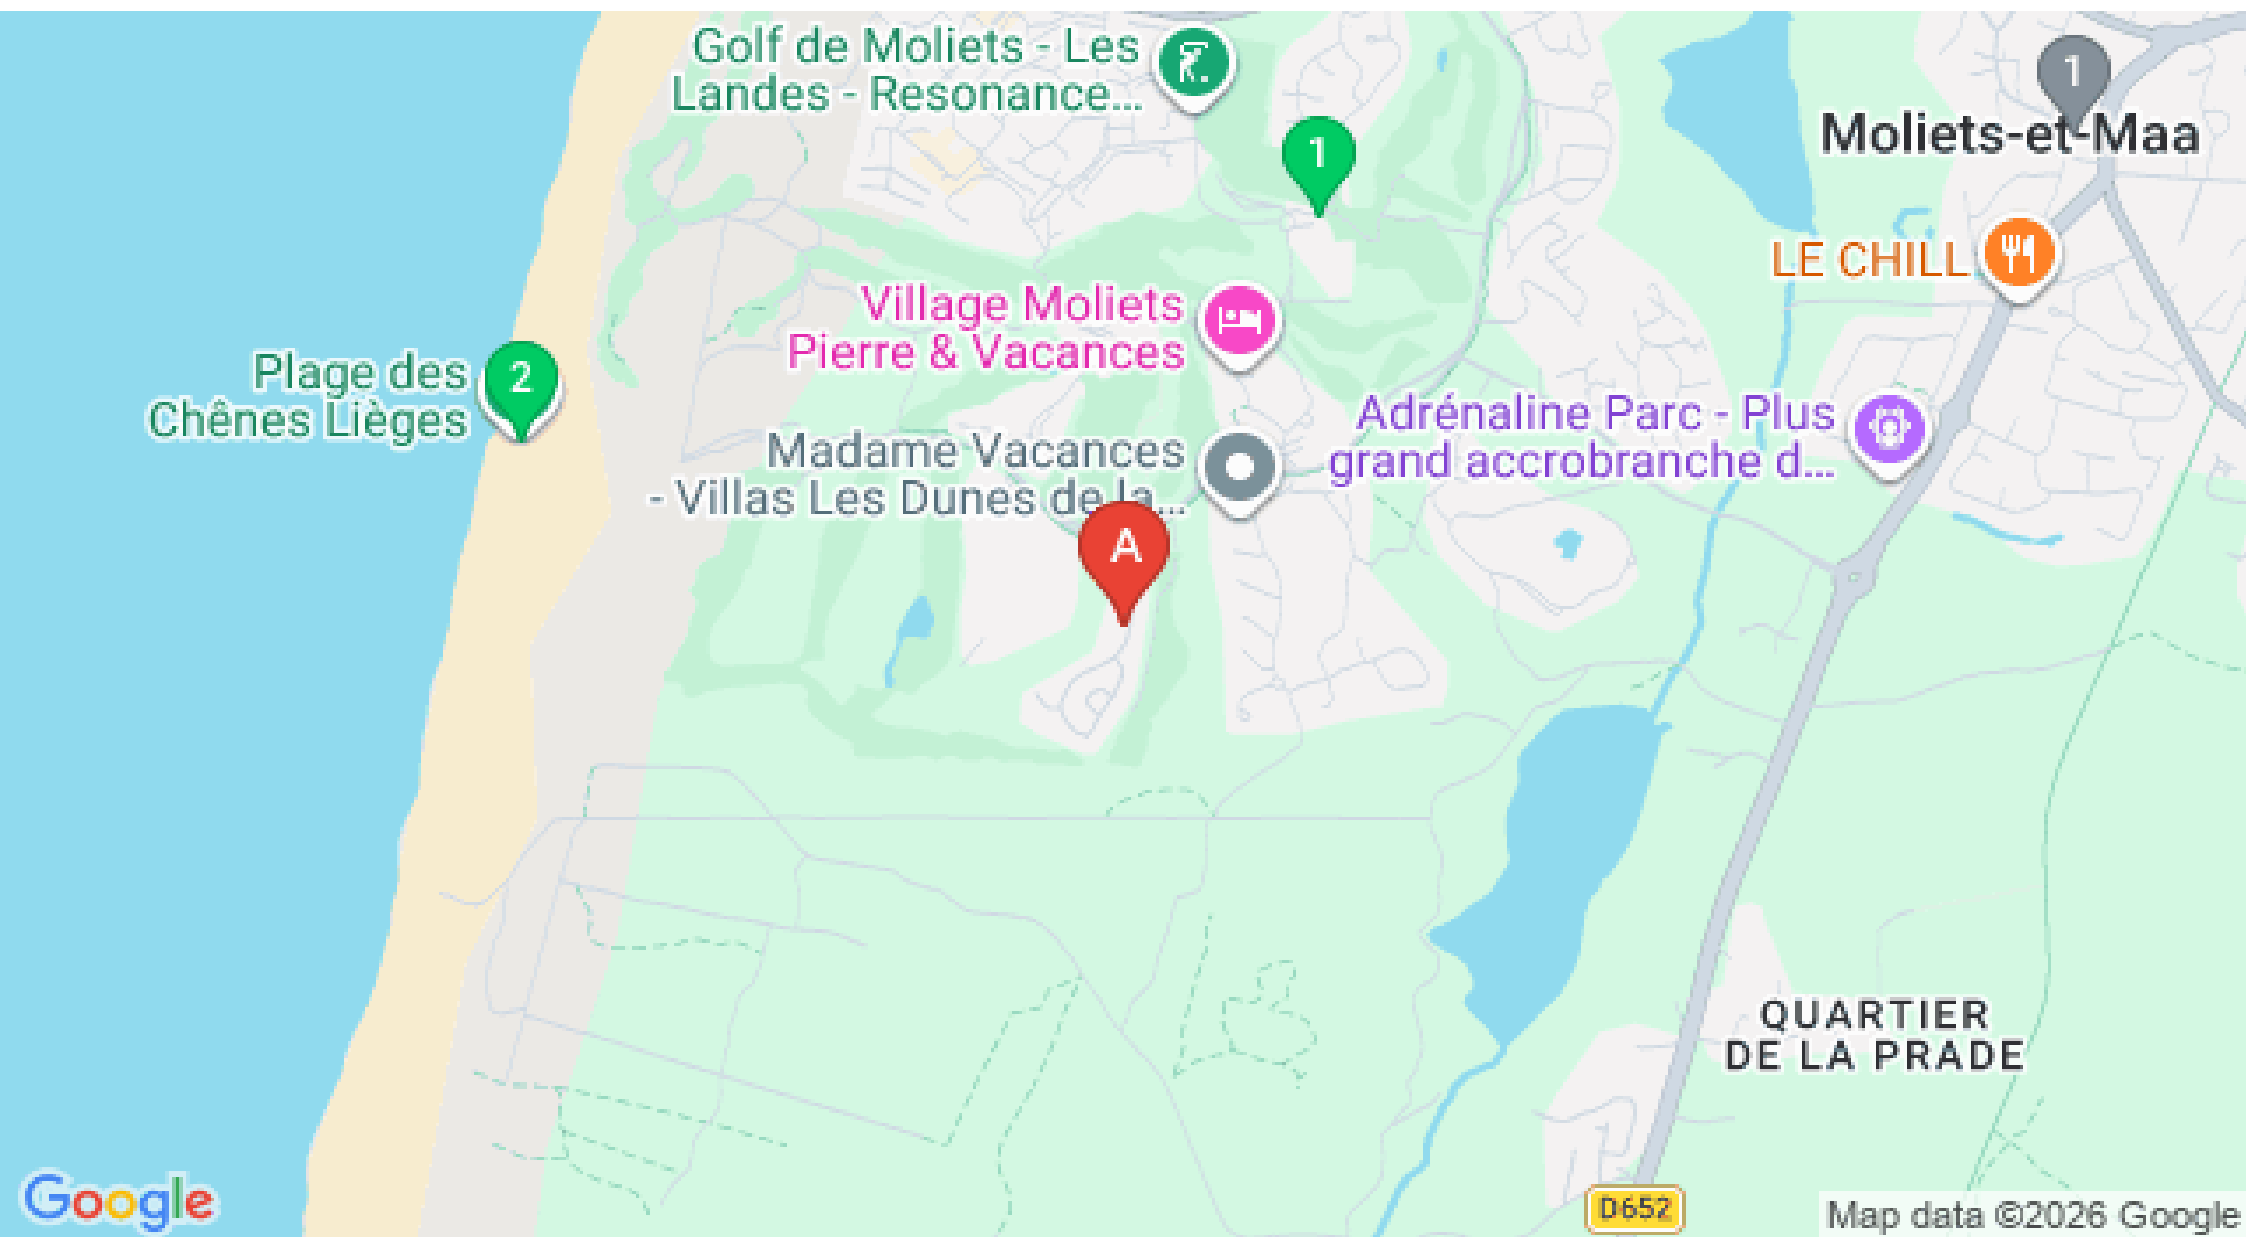 Golf de Moliets - Les
Landes - Resonance...
1
1
Moliets-et-Maa
LE CHILL
Village Moliets
Pierre & Vacances
Plage des
Chênes Lièges
2
Adrénaline Parc - Plus
grand accrobranche d...
Madame Vacances
- Villas Les Dunes de la...
A
QUARTIER
DE LA PRADE
D652
Google
Map data ©2026 Google